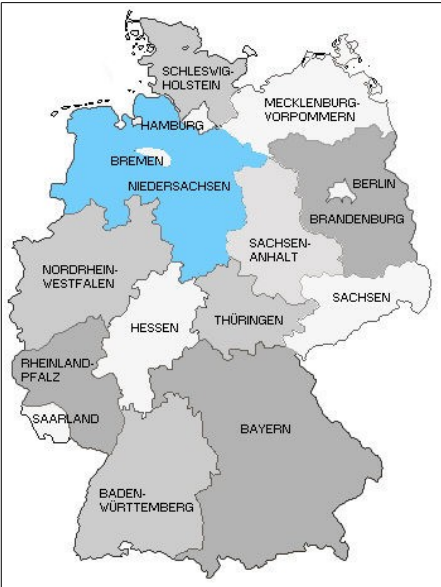 SCHLESWIG-
HOLSTEIN
MECKLENBURG-
VORPOMMERN
HAMBURG
BREMEN
NIEDERSACHSEN
BERLIN
BRANDENBURG
SACHSEN-
ANHALT
NORDRHEIN-
WESTFALEN
SACHSEN
THÜRINGEN
HESSEN
RHEINLAND-
PFALZ
SAARLAND
BAYERN
BADEN-
WÜRTTEMBERG